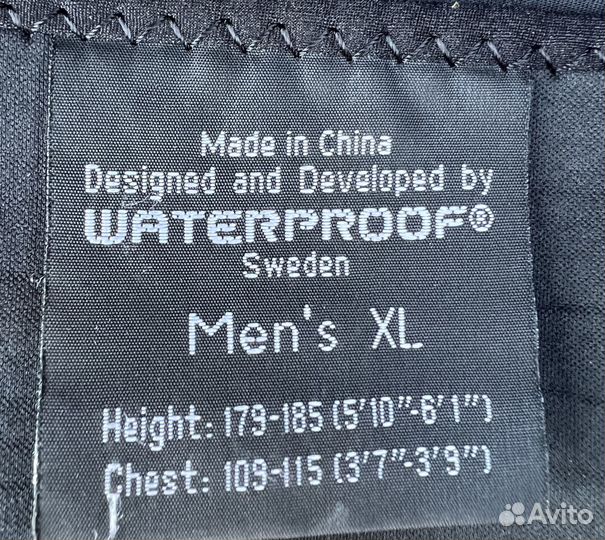 Made in China
Designed and Developed by
WATERPROOF®
Sweden
Men's XL
Height: 179-185 (5'10"-6'1")
Chest: 109-115 (3'7"-3'9")
Avito